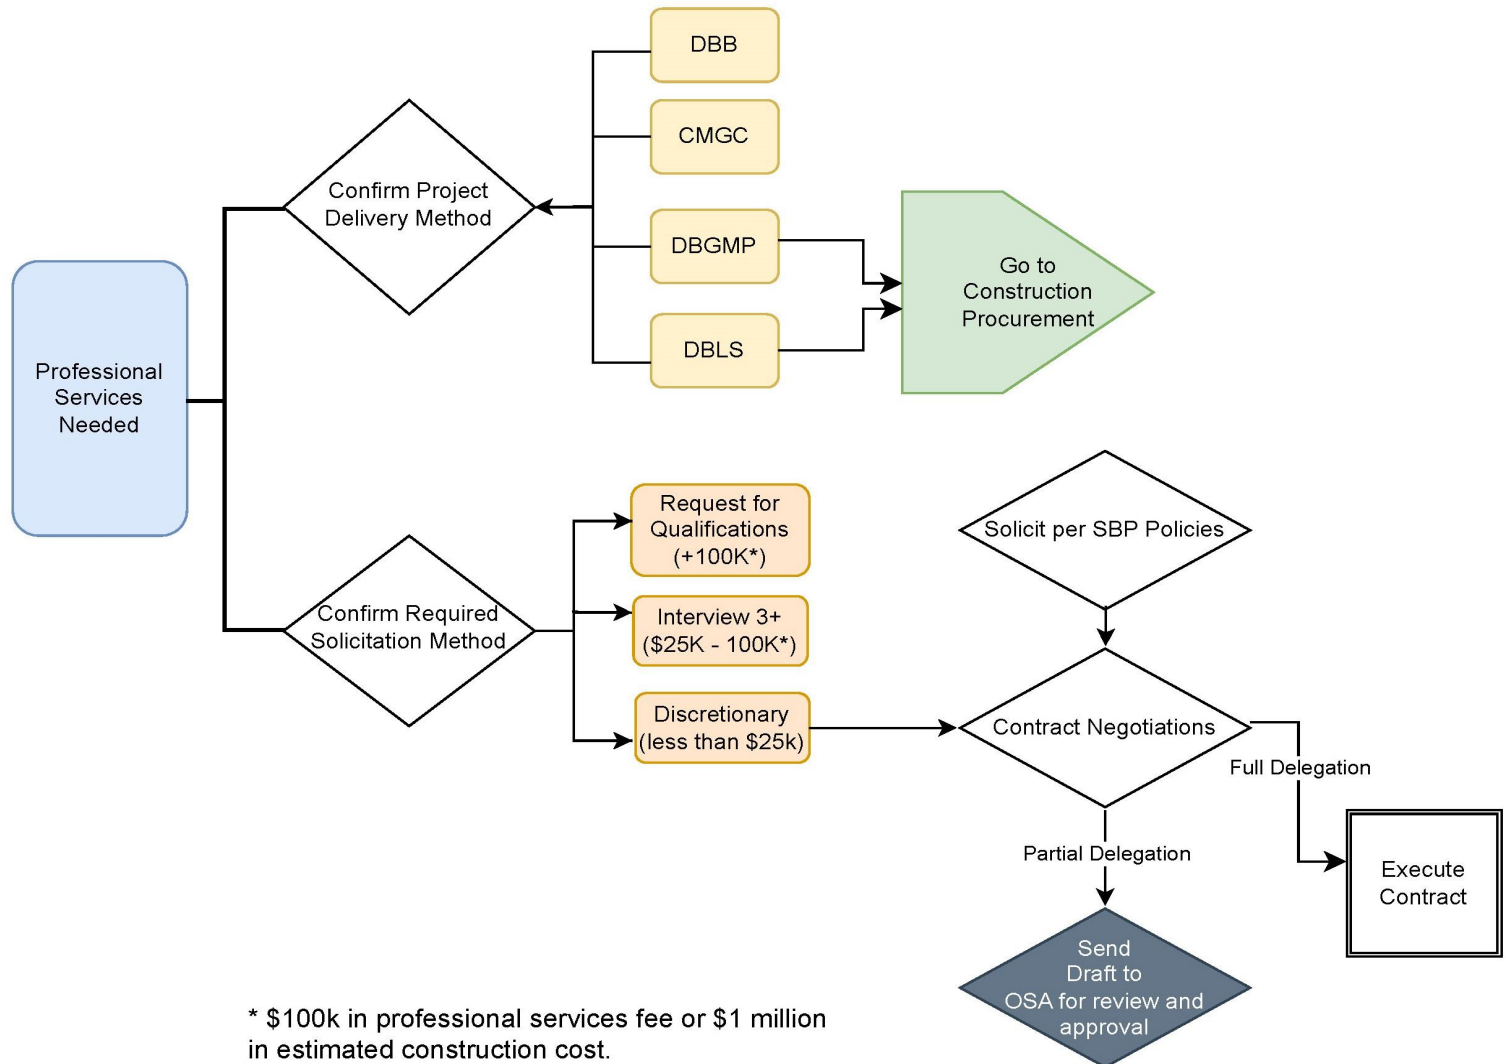 DBB
CMGC
Confirm Project
Delivery Method
DBGMP
Go to
Construction
Procurement
DBLS
Professional
Services
Needed
Request for
Qualifications
(+100K*)
Solicit per SBP Policies
Confirm Required
Solicitation Method
Interview 3+
($25K - 100K*)
Discretionary
(less than $25k)
Contract Negotiations
Full Delegation
Partial Delegation
Execute
Contract
Send
Draft to
OSA for review and
approval
* $100k in professional services fee or $1 million
in estimated construction cost.